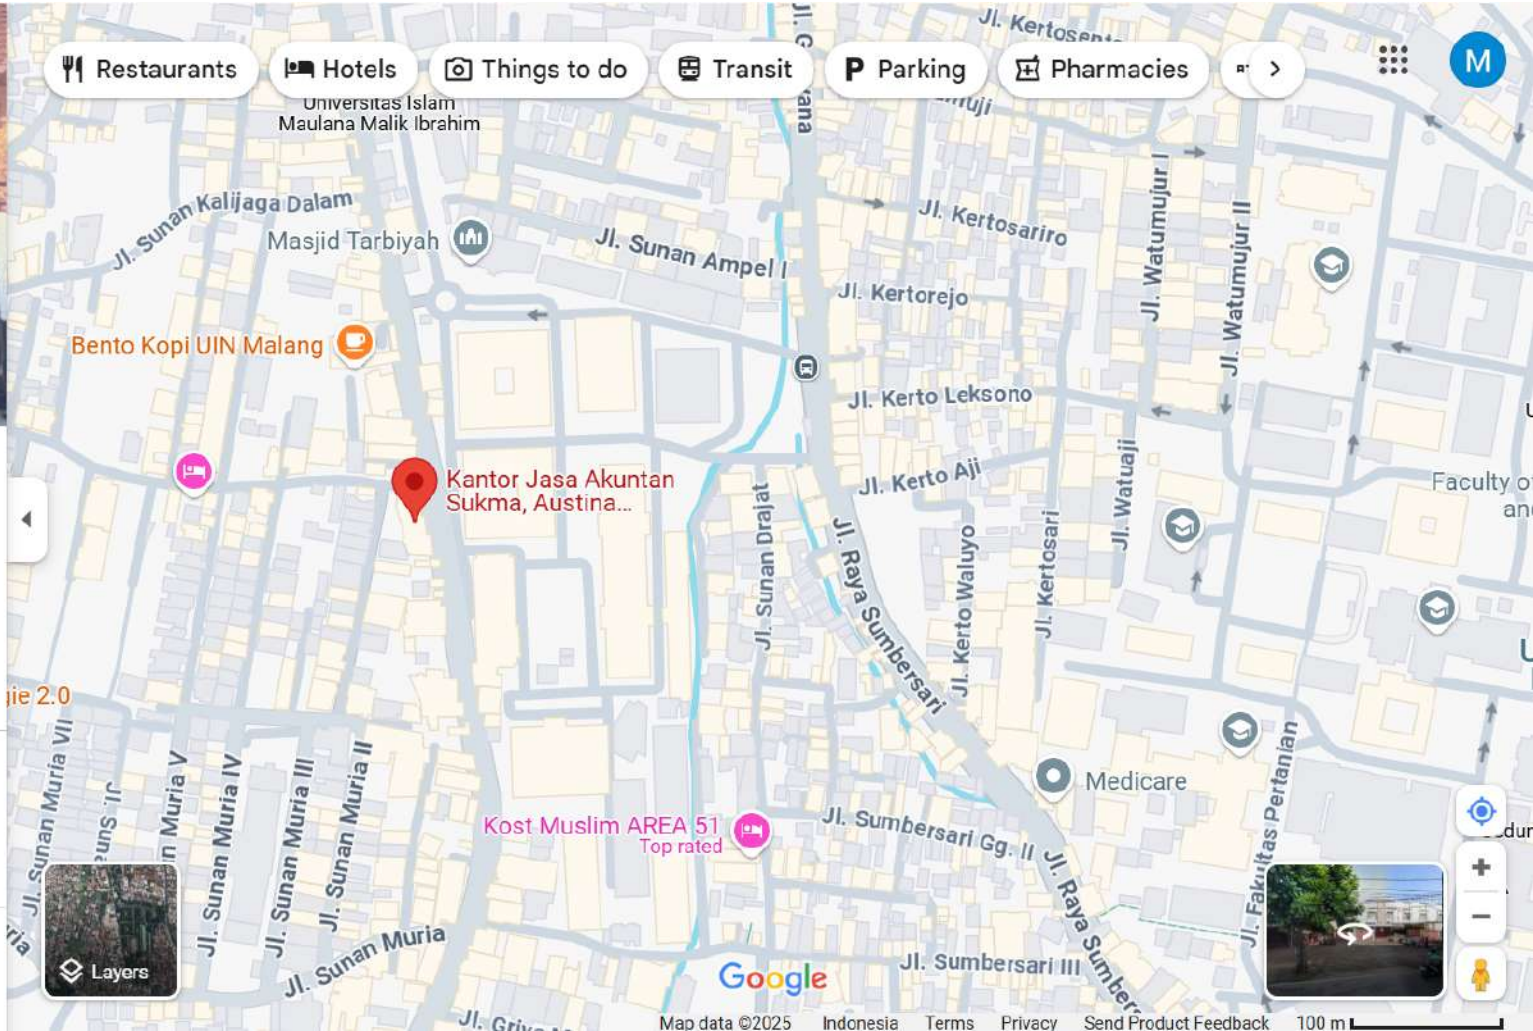 Jl. Kertosento
Restaurants
Hotels
Things to do
Transit
Parking
Pharmacies
M
Universitas Islam
Maulana Malik Ibrahim
Jl. Sunan Kalijaga Dalam
Masjid Tarbiyah
Jl. Sunan Ampel I
Jl. Kertosariro
Jl. Watumujur I
Jl. Watumujur II
Jl. Kertorejo
Bento Kopi UIN Malang
Jl. Kerto Leksono
Kantor Jasa Akuntan
Sukma, Austina...
Jl. Kerto Aji
Jl. Watuaji
Faculty of
Jl. Sunan Drajat
Jl. Raya Sumbersari
Jl. Kerto Waluyo
Jl. Kertosari
gie 2.0
Jl. Sunan Muria VII
Jl. Sunan Muria IV
Jl. Sunan Muria III
Jl. Sunan Muria II
Kost Muslim AREA 51
Top rated
Medicare
Jl. Sumbersari Gg. II
Jl. Fakultas Pertanian
Jl. Raya Sumbers
Layers
Jl. Sunan Muria
Jl. Sumbersari III
Google
Map data ©2025 Indonesia Terms Privacy Send Product Feedback 100 m